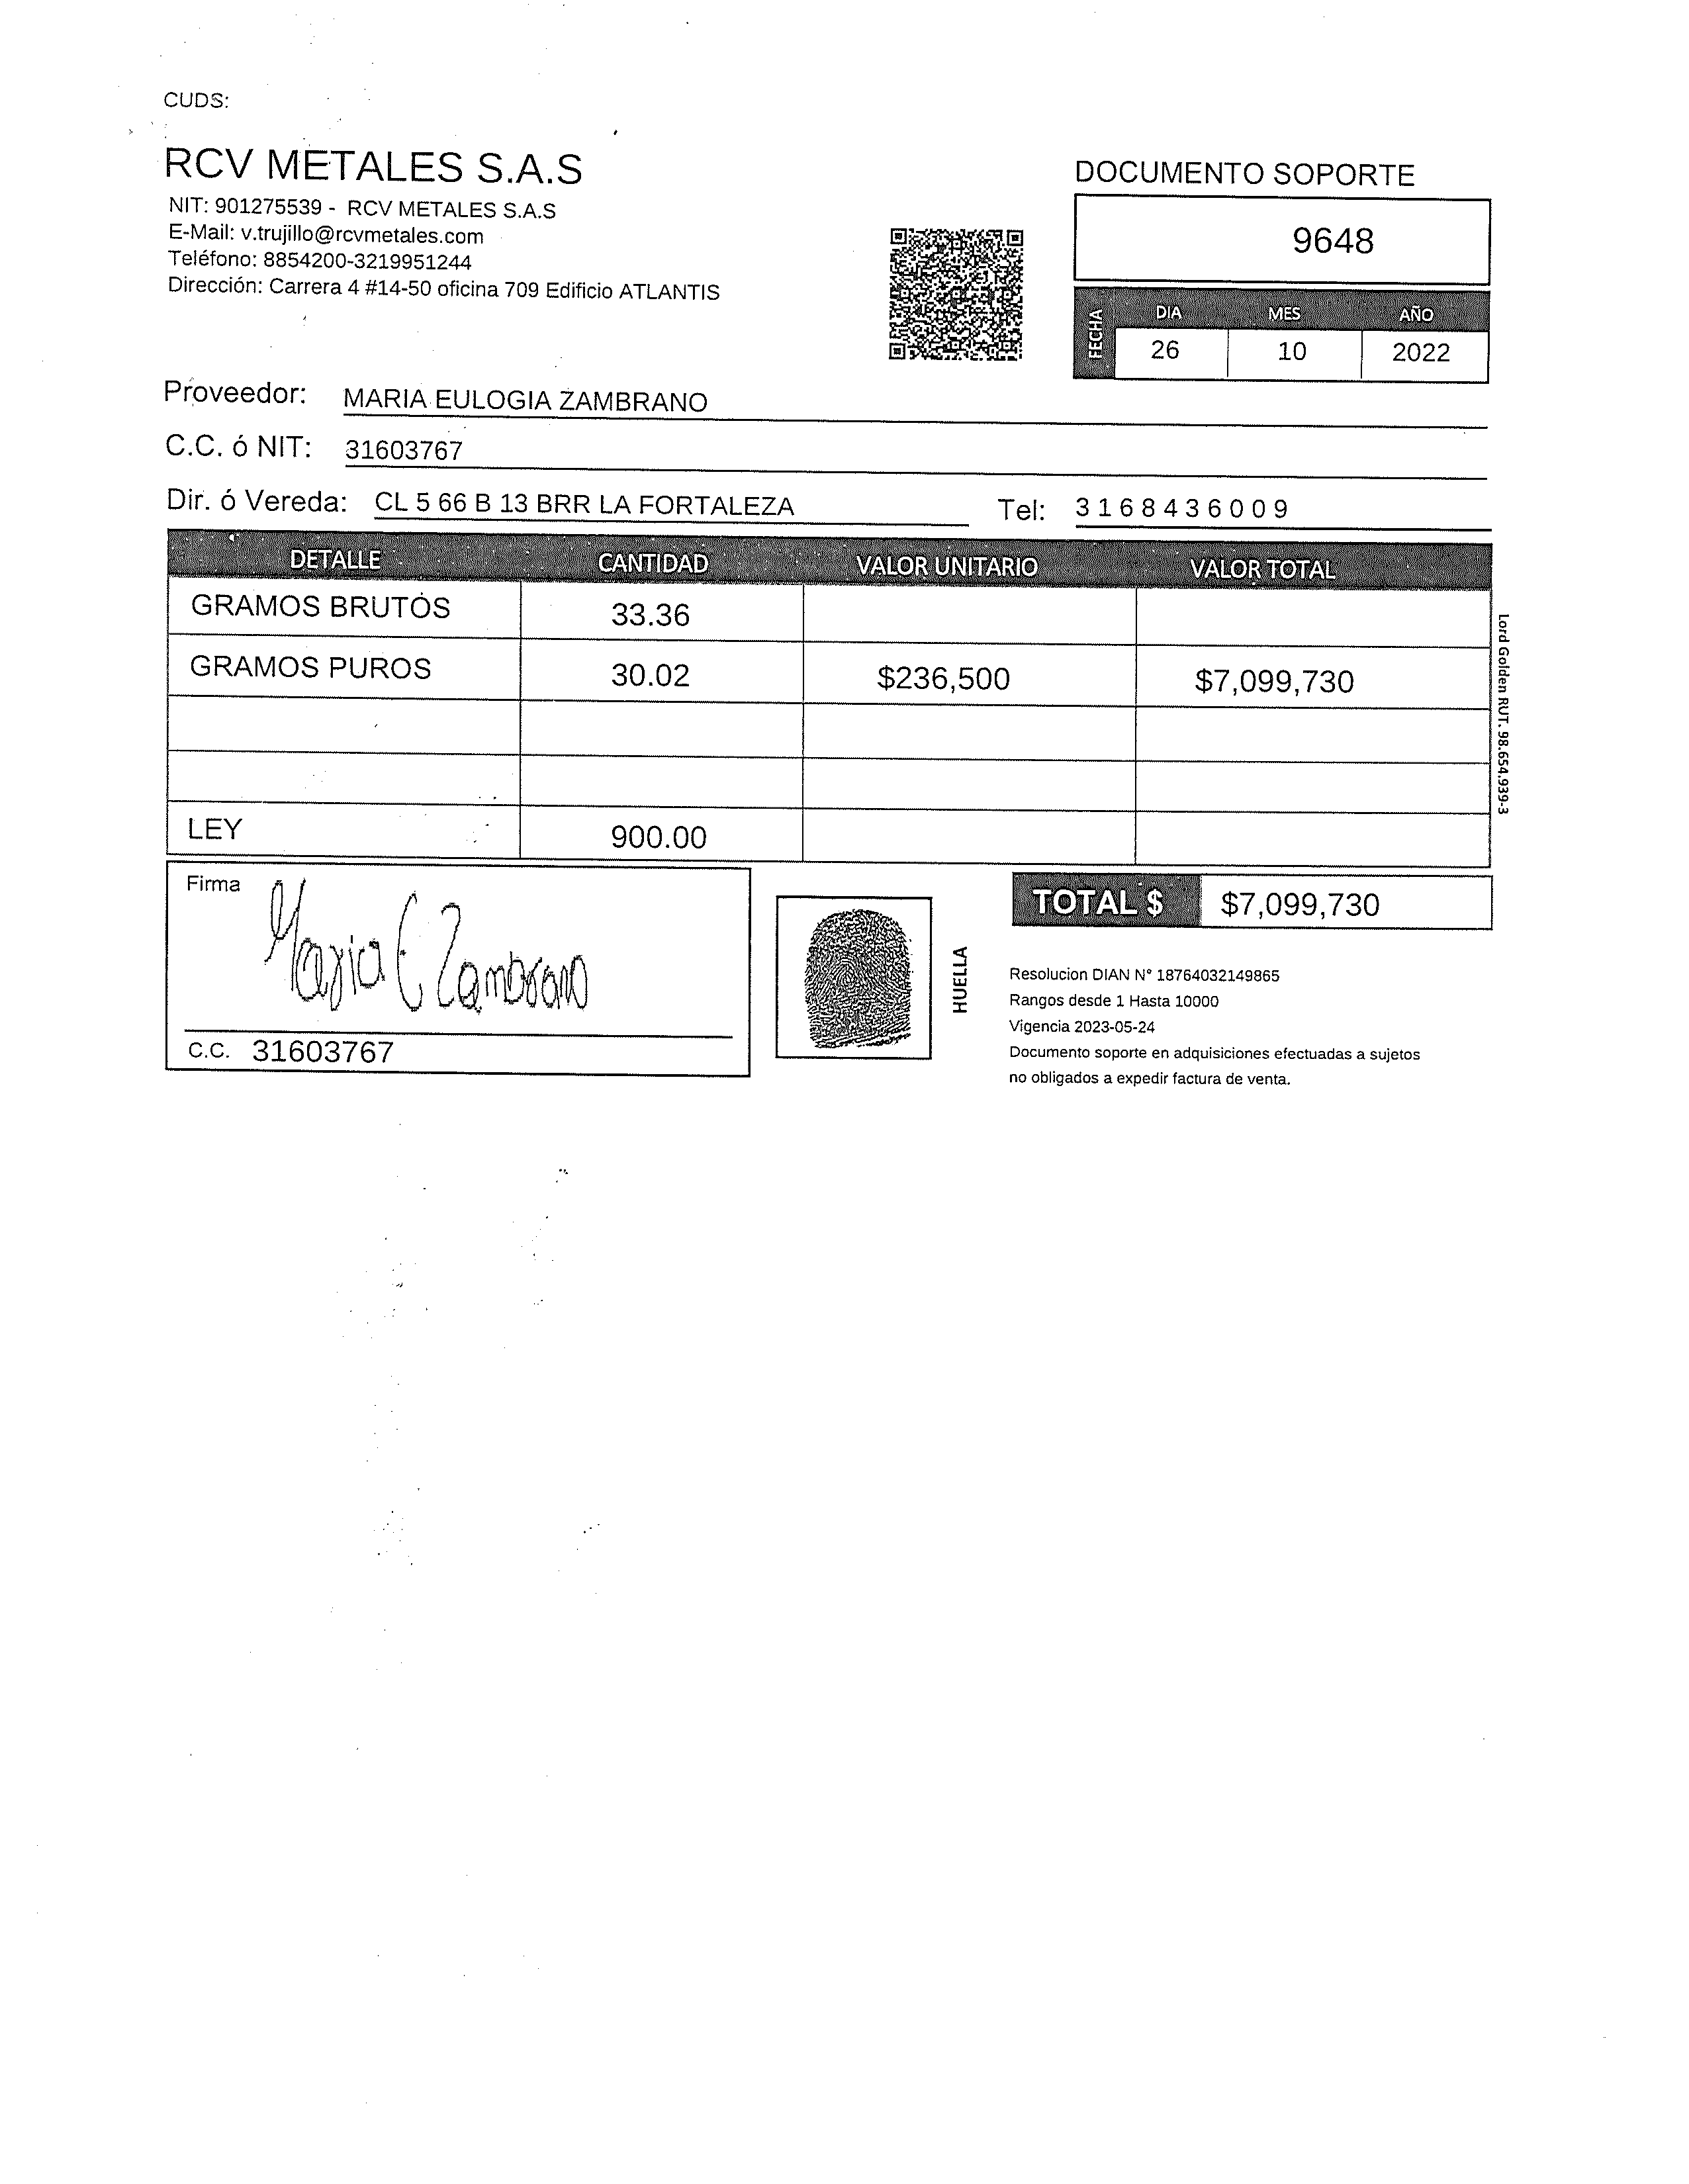 CUDS:
RCV METALES S.A.S
NIT: 901275539 - RCV METALES S.A.S
E-Mail: v.trujillo@rcvmetales.com
Teléfono: 8854200-3219951244
Dirección: Carrera 4 #14-50 oficina 709 Edificio ATLANTIS
DOCUMENTO SOPORTE
9648
FECHA
DIA MES AÑO
26 10 2022
Proveedor: MARIA EULOGIA ZAMBRANO
C.C. ó NIT: 31603767
Dir. ó Vereda: CL 5 66 B 13 BRR LA FORTALEZA Tel: 3168436009
DETALLE CANTIDAD VALOR UNITARIO VALOR TOTAL
GRAMOS BRUTOS 33.36
GRAMOS PUROS 30.02 $236,500 $7,099,730
LEY 900.00
Lord Golden RUT. 98.654.939-3
Firma
Maria E Zambrano
C.C. 31603767
HUELLA
TOTAL $ $7,099,730
Resolucion DIAN N° 18764032149865
Rangos desde 1 Hasta 10000
Vigencia 2023-05-24
Documento soporte en adquisiciones efectuadas a sujetos
no obligados a expedir factura de venta.